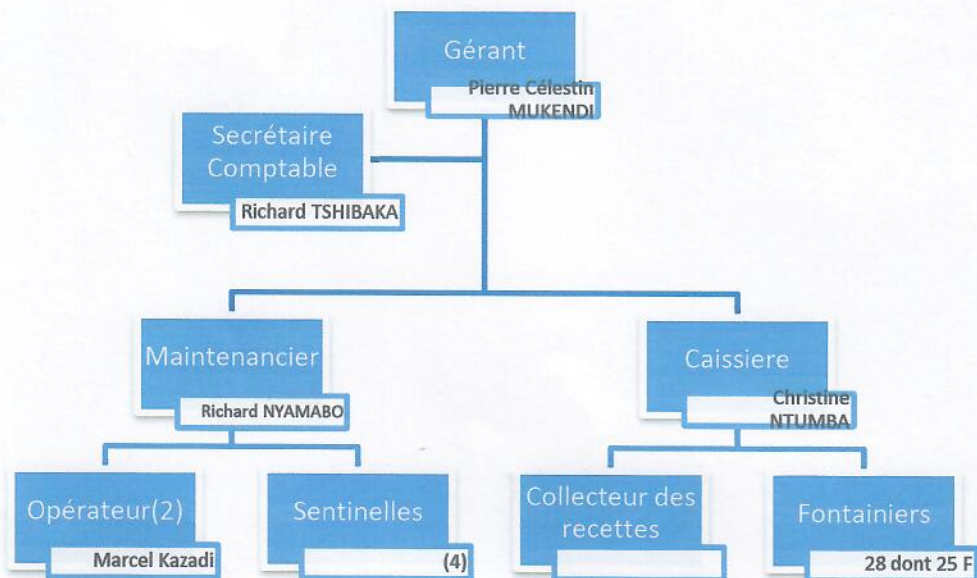 Gérant
Pierre Célestin
MUKENDI
Secrétaire
Comptable
Richard TSHIBAKA
Maintenancier
Richard NYAMABO
Caissiere
Christine
NTUMBA
Opérateur(2)
Marcel Kazadi
Sentinelles
(4)
Collecteur des
recettes
Fontainiers
28 dont 25 F